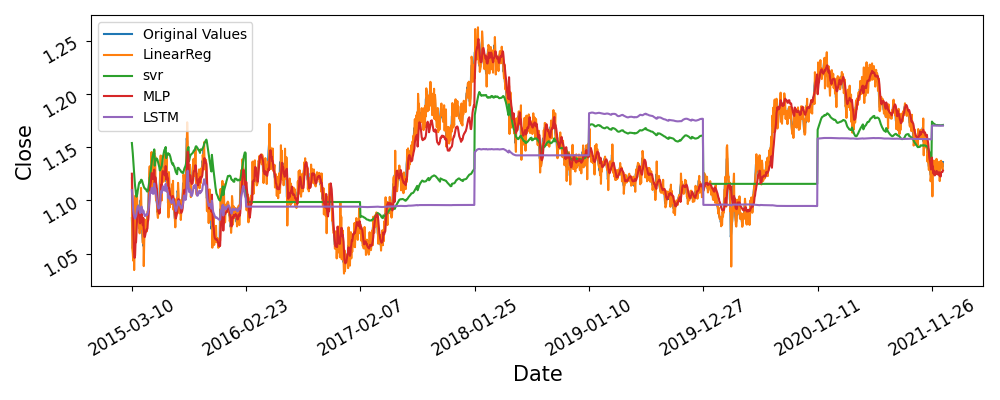 1.25
1.20
1.15
1.10
1.05
Close
Original Values
LinearReg
svr
MLP
LSTM
2015-03-10
2016-02-23
2017-02-07
2018-01-25
2019-01-10
2019-12-27
2020-12-11
2021-11-26
Date